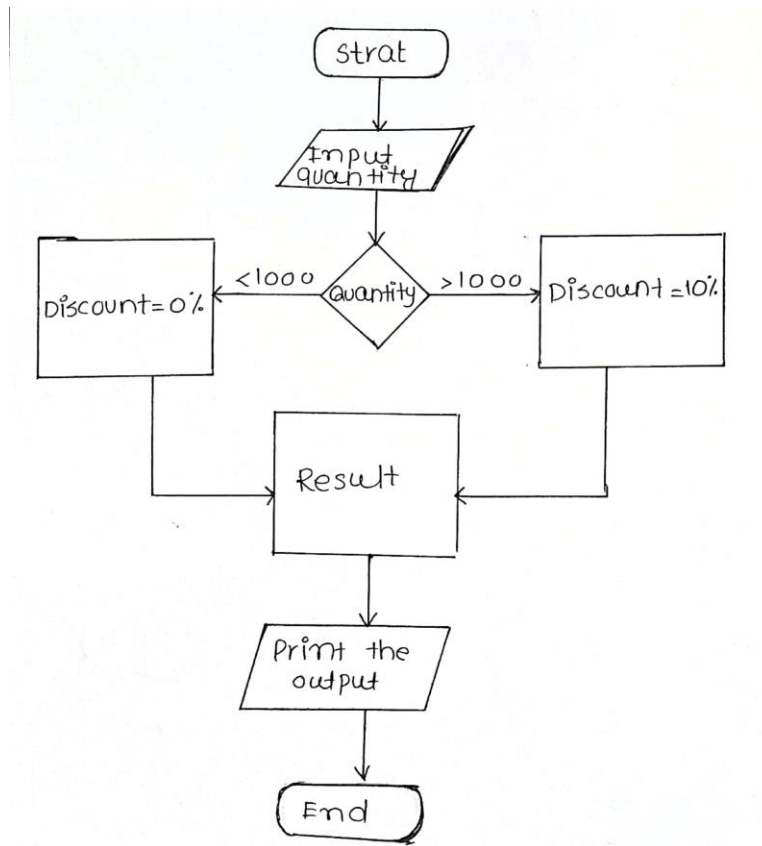 Strat
Input
quantity
<1000
Quantity
>1000
Discount=0%
Discount=10%
Result
Print the
output
End